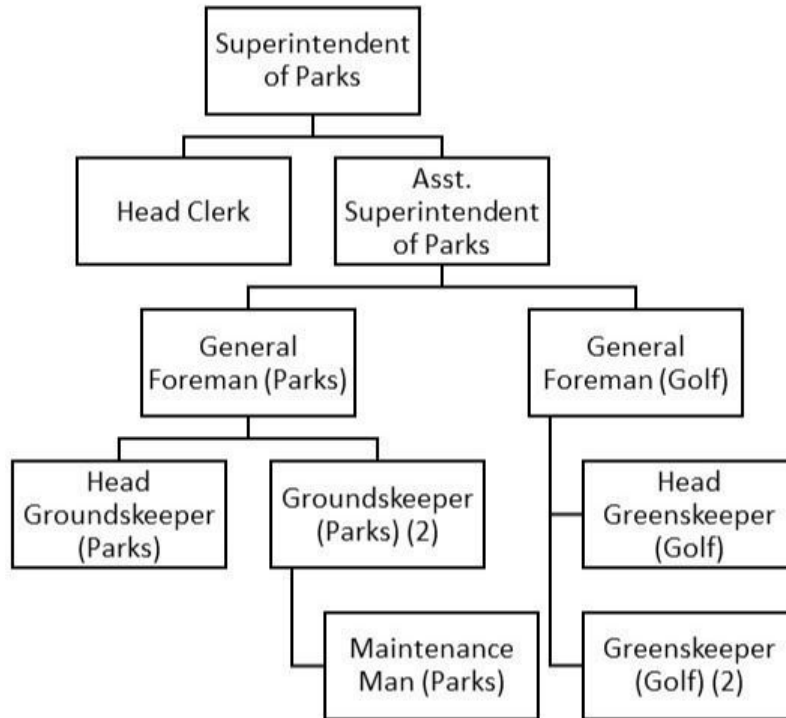 Superintendent
of Parks
Head Clerk
Asst.
Superintendent
of Parks
General
Foreman (Parks)
General
Foreman (Golf)
Head
Groundskeeper
(Parks)
Groundskeeper
(Parks) (2)
Head
Greenskeeper
(Golf)
Maintenance
Man (Parks)
Greenskeeper
(Golf) (2)